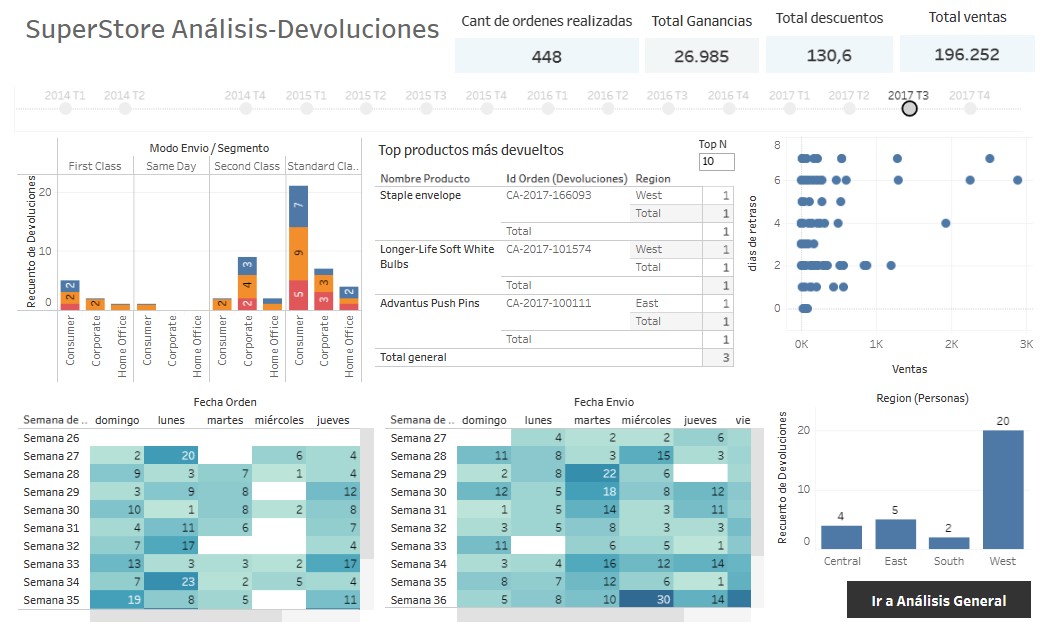 SuperStore Análisis-Devoluciones
Cant de ordenes realizadas
448
Total Ganancias
26.985
Total descuentos
130,6
Total ventas
196.252
2014 T1 2014 T2 2014 T4 2015 T1 2015 T2 2015 T3 2015 T4 2016 T1 2016 T2 2016 T3 2016 T4 2017 T1 2017 T2 2017 T3 2017 T4
Modo Envio / Segmento
First Class Same Day Second Class Standard Cla..
Recuento de Devoluciones
20
10
0
2 2
2
2
3 4 2
2
7 9 5
3 3
2
Consumer Corporate Home Office Consumer Corporate Home Office Consumer Corporate Home Office Consumer Corporate Home Office
Top productos más devueltos
Top N
10
Nombre Producto Id Orden (Devoluciones) Region
Staple envelope CA-2017-166093 West 1
Total 1
Total 1
Longer-Life Soft White Bulbs CA-2017-101574 West 1
Total 1
Total 1
Advantus Push Pins CA-2017-100111 East 1
Total 1
Total 1
Total general 3
días de retraso
8
6
4
2
0
0K 1K 2K 3K
Ventas
Fecha Orden
Semana de .. domingo lunes martes miércoles jueves
Semana 26
Semana 27 2 20 6 4
Semana 28 9 3 7 1 4
Semana 29 3 9 8 12
Semana 30 10 1 8 2 8
Semana 31 4 11 6 7
Semana 32 7 17 4
Semana 33 13 3 3 2 17
Semana 34 7 23 2 5 4
Semana 35 19 8 5 11
Fecha Envio
Semana de .. domingo lunes martes miércoles jueves vie
Semana 27 4 2 2 6
Semana 28 11 8 3 15 3
Semana 29 2 8 22 6
Semana 30 12 5 18 8 12
Semana 31 1 5 14 3 11
Semana 32 3 5 8 3 3
Semana 33 11 6 5 1
Semana 34 3 4 16 12 14
Semana 35 8 7 12 6 1
Semana 36 5 8 10 30 14
Region (Personas)
Recuento de Devoluciones
20
10
0
4 5 2 20
Central East South West
Ir a Análisis General